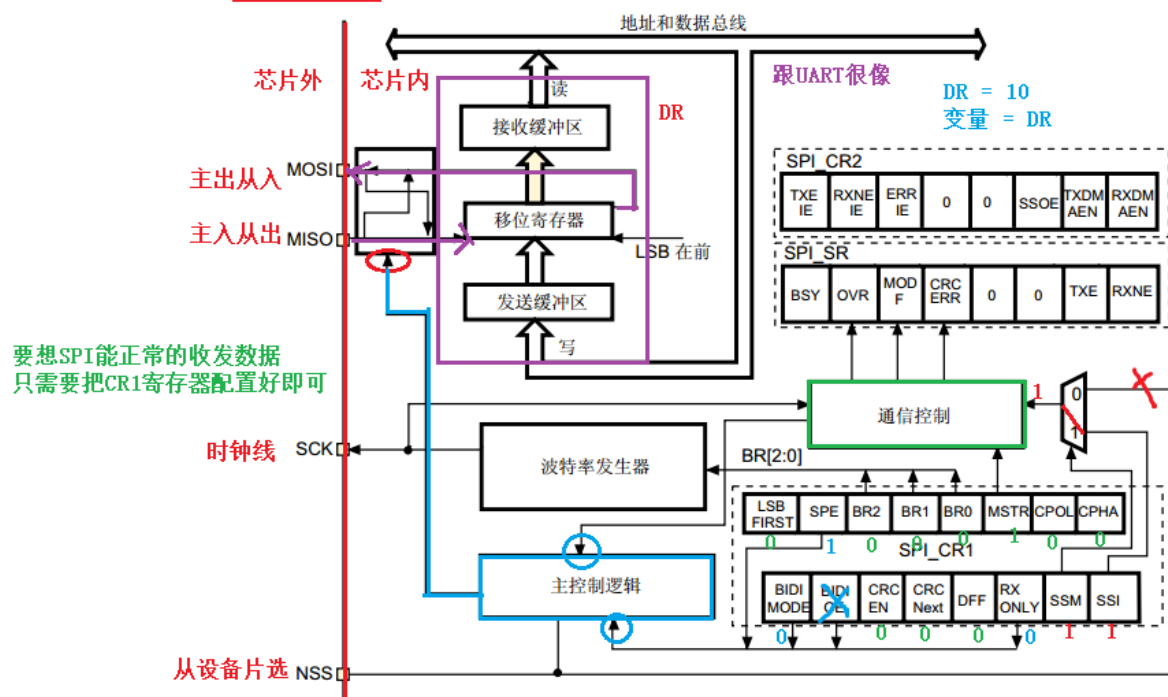 地址和数据总线
芯片外
芯片内
读
跟UART很像
DR = 10
变量 = DR
接收缓冲区
DR
主出从入
MOSI
SPI_CR2
TXE IE
RXNE IE
ERR IE
0
0
SSOE
TXDM AEN
RXDM AEN
移位寄存器
主入从出
MISO
LSB 在前
SPI_SR
BSY
OVR
MOD F
CRC ERR
0
0
TXE
RXNE
发送缓冲区
写
要想SPI能正常的收发数据
只需要把CR1寄存器配置好即可
通信控制
1
0
1
时钟线
SCK
波特率发生器
BR[2:0]
LSB FIRST
SPE
BR2
BR1
BR0
MSTR
CPOL
CPHA
0
1
0
0
0
1
0
0
SPI_CR1
主控制逻辑
BIDI MODE
BIDI OE
CRC EN
CRC Next
DFF
RX ONLY
SSM
SSI
0
0
0
0
0
1
1
从设备片选
NSS